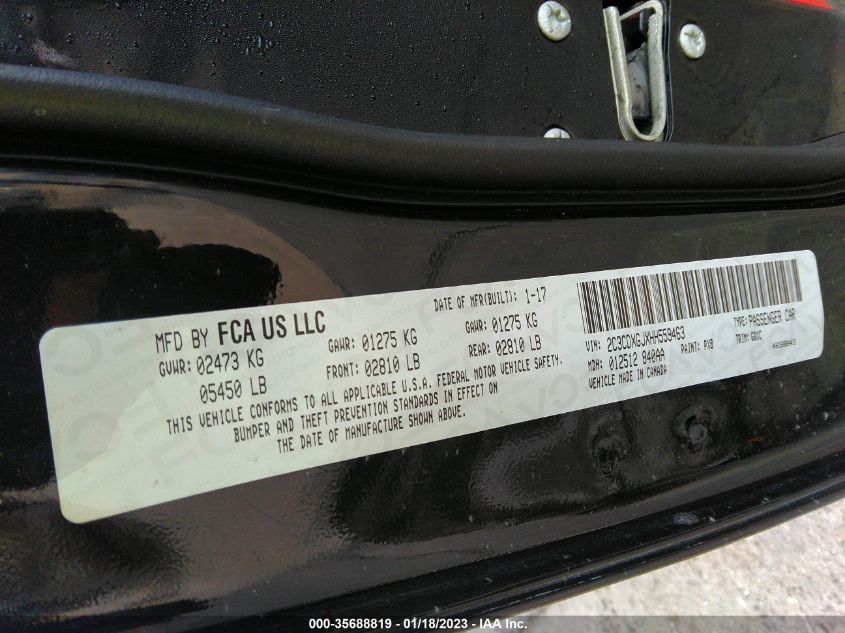 MFD BY FCA US LLC
DATE OF MFR(BUILT): 1-17
GVWR: 02473 KG
05450 LB
GAWR: 01275 KG
FRONT: 02810 LB
GAWR: 01275 KG
REAR: 02810 LB
THIS VEHICLE CONFORMS TO ALL APPLICABLE U.S.A. FEDERAL MOTOR VEHICLE SAFETY,
BUMPER AND THEFT PREVENTION STANDARDS IN EFFECT ON
THE DATE OF MANUFACTURE SHOWN ABOVE.
VIN: 2C3CDXGJXHH559463
TYPE: PASSENGER CAR
MDH: 012512 840AA
PAINT: PX8
TRIM:
VEHICLE MADE IN CANADA
4658843
000-35688819 - 01/18/2023 - © IAA, Inc.